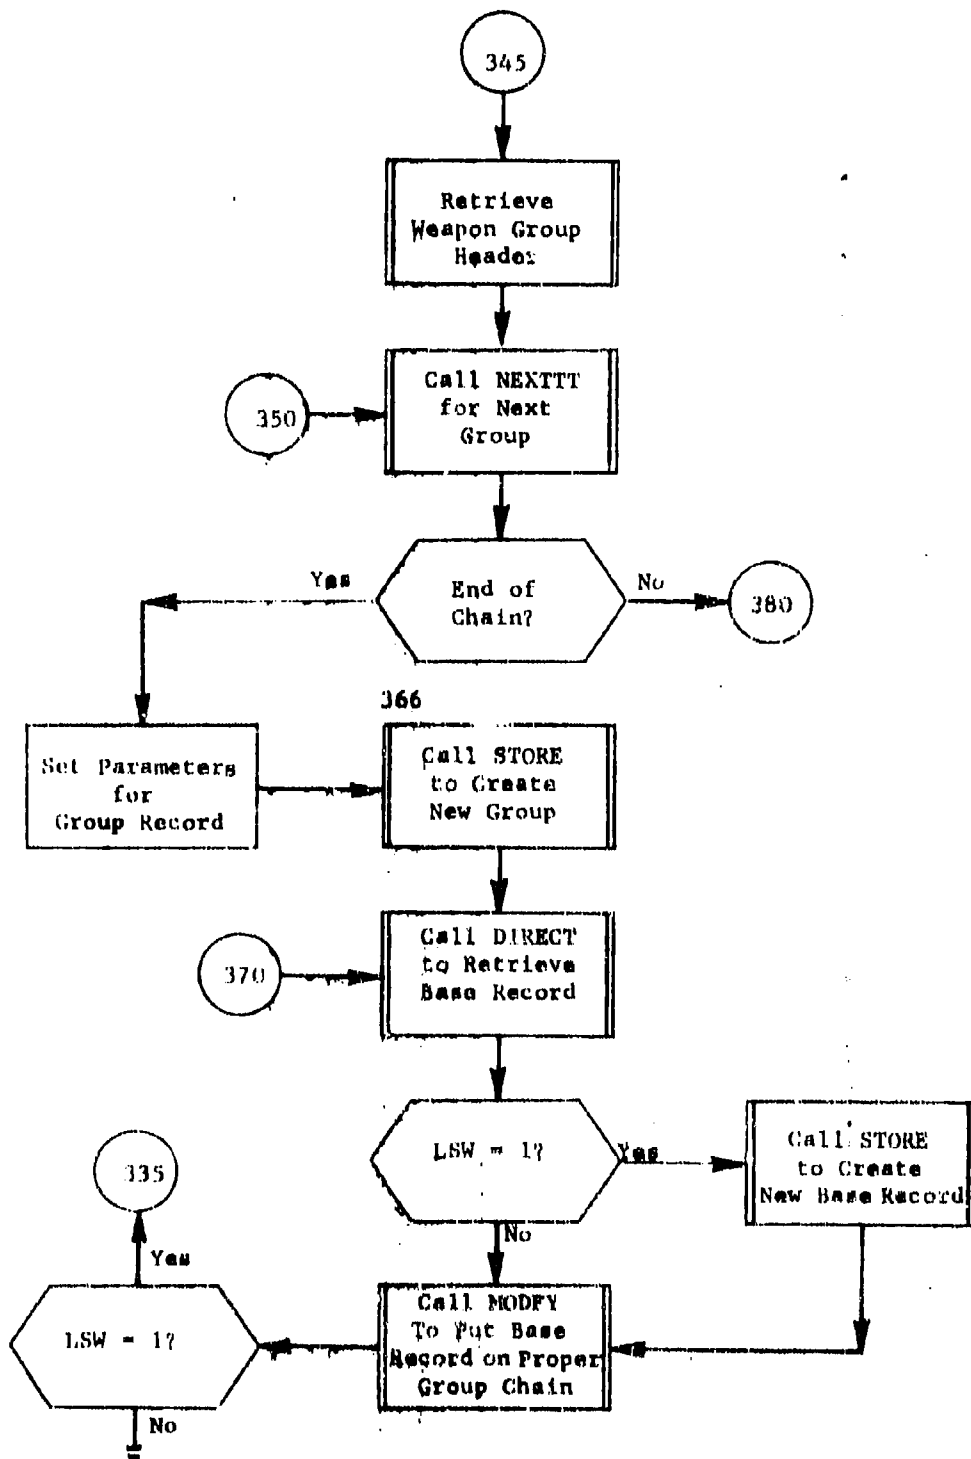 345
Retrieve
Weapon Group
Header
Call NEXTTT
for Next
Group
350
End of
Chain?
Yes
No
380
366
Set Parameters
for
Group Record
Call STORE
to Create
New Group
370
Call DIRECT
to Retrieve
Base Record
LSW = 1?
Yes
Call STORE
to Create
New Base Record
No
335
Yes
LSW = 1?
Call MODFY
To Put Base
Record on Proper
Group Chain
No